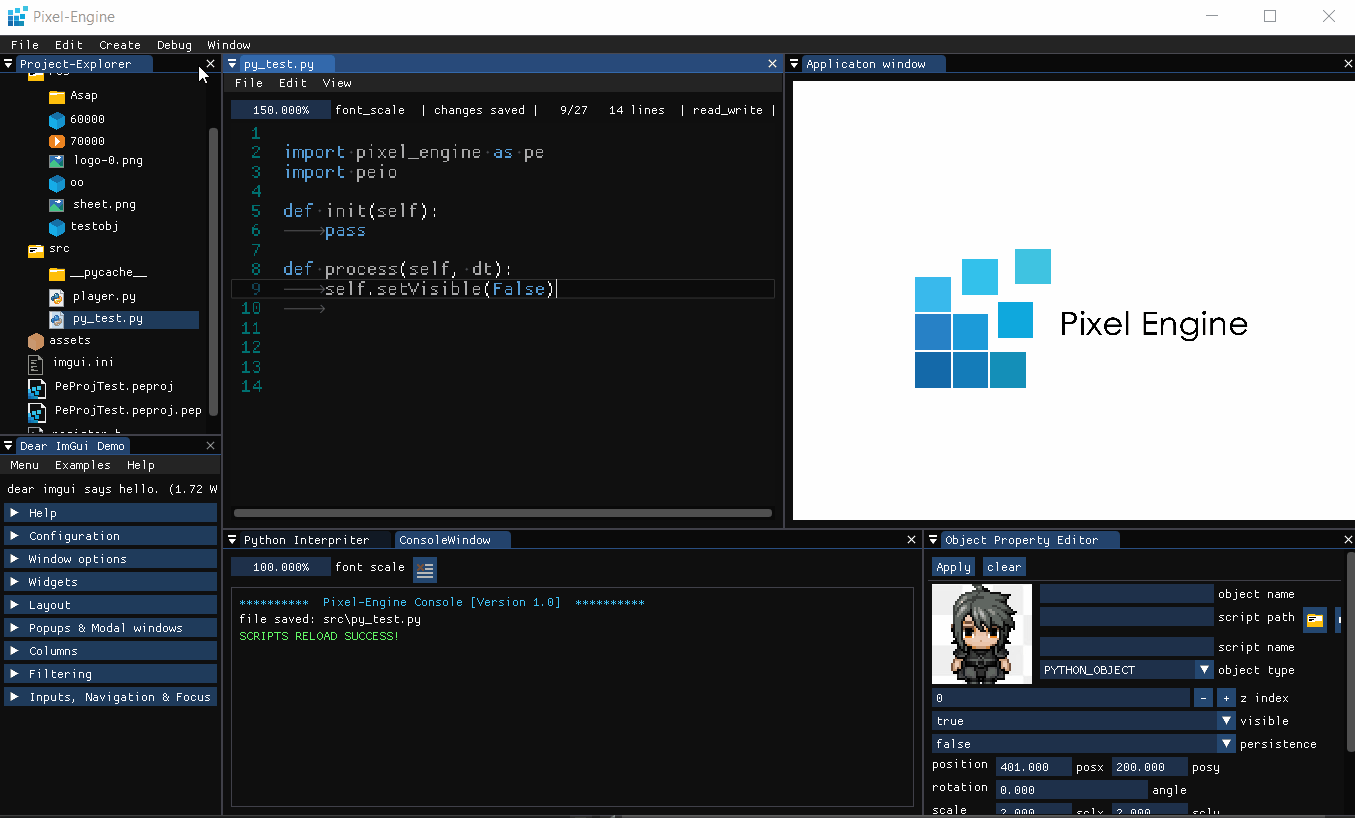 Pixel-Engine
File Edit Create Debug Window
Project-Explorer
Asap
60000
70000
logo-0.png
oo
sheet.png
testobj
src
__pycache__
player.py
py_test.py
assets
imgui.ini
PeProjTest.peproj
PeProjTest.peproj.pep
Dear ImGui Demo
Menu Examples Help
dear imgui says hello. (1.72 W
Help
Configuration
Window options
Widgets
Layout
Popups & Modal windows
Columns
Filtering
Inputs, Navigation & Focus
py_test.py
File Edit View
150.000% font_scale | changes saved | 9/27 14 lines | read_write |
1
2 import pixel_engine as pe
3 import peio
4
5 def init(self):
6 pass
7
8 def process(self, dt):
9 self.setVisible(False)
10
11
12
13
14
Applicaton window
Pixel Engine
Python Interpriter ConsoleWindow
100.000% font scale
********** Pixel-Engine Console [Version 1.0] **********
file saved: src\py_test.py
SCRIPTS RELOAD SUCCESS!
Object Property Editor
Apply clear
object name
script path
script name
PYTHON_OBJECT object type
0 - + z index
true visible
false persistence
position 401.000 posx 200.000 posy
rotation 0.000 angle
scale 2.000 sclx 2.000 scly